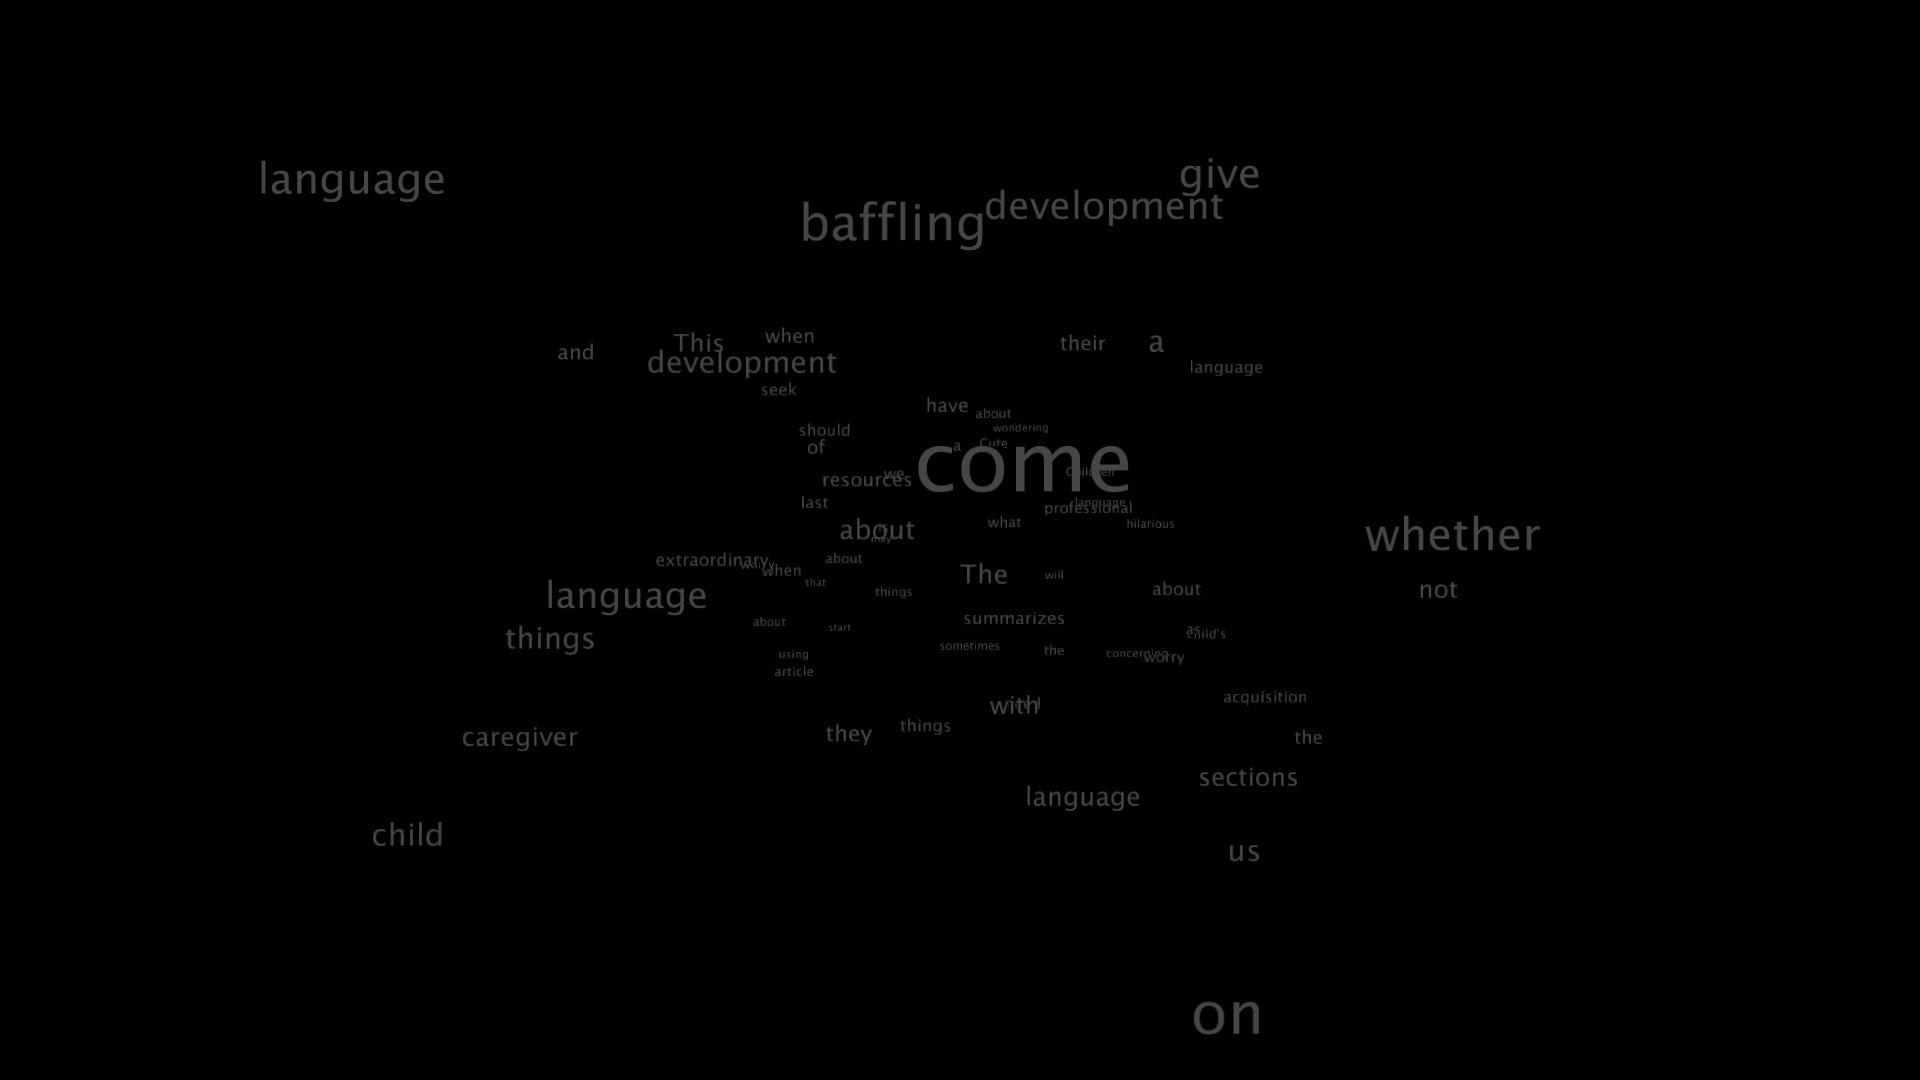 give
language
development
baffling
when
This
their
a
and
development
language
seek
have
about
wondering
should
Cute
a
of
come
Children
we
resources
last
language
professional
what
hilarious
is
about
whether
about
extraordinary
worry
when
The
will
that
about
not
things
language
summarizes
about
start
as
child's
things
sometimes
the
concerning
using
worry
article
acquisition
with
things
they
caregiver
the
sections
language
child
us
on